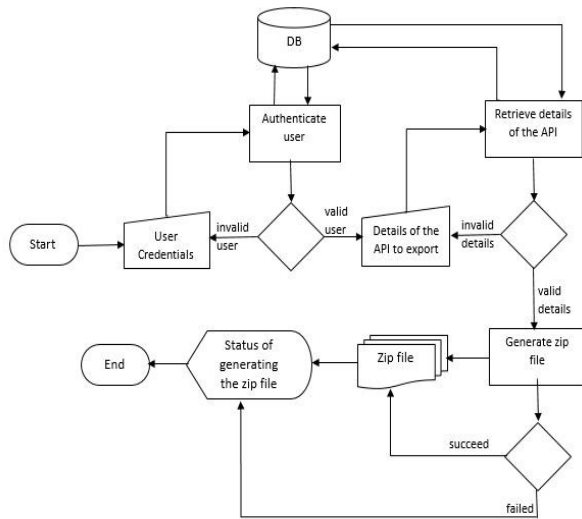 DB
Authenticate
user
Retrieve details
of the API
Start
User
Credentials
invalid
user
valid
user
Details of the
API to export
invalid
details
valid
details
End
Status of
generating
the zip file
Zip file
Generate zip
file
succeed
failed